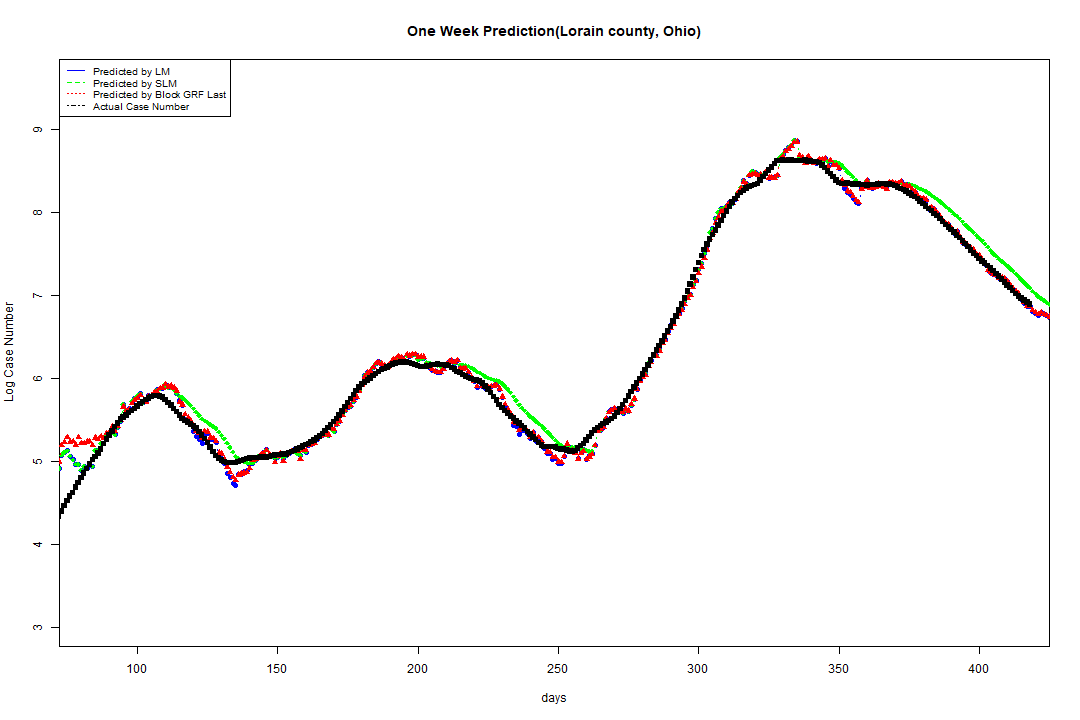 One Week Prediction(Lorain county, Ohio)
Predicted by LM
Predicted by SLM
Predicted by Block GRF Last
Actual Case Number
Log Case Number
9
8
7
6
5
4
3
100 150 200 250 300 350 400
days